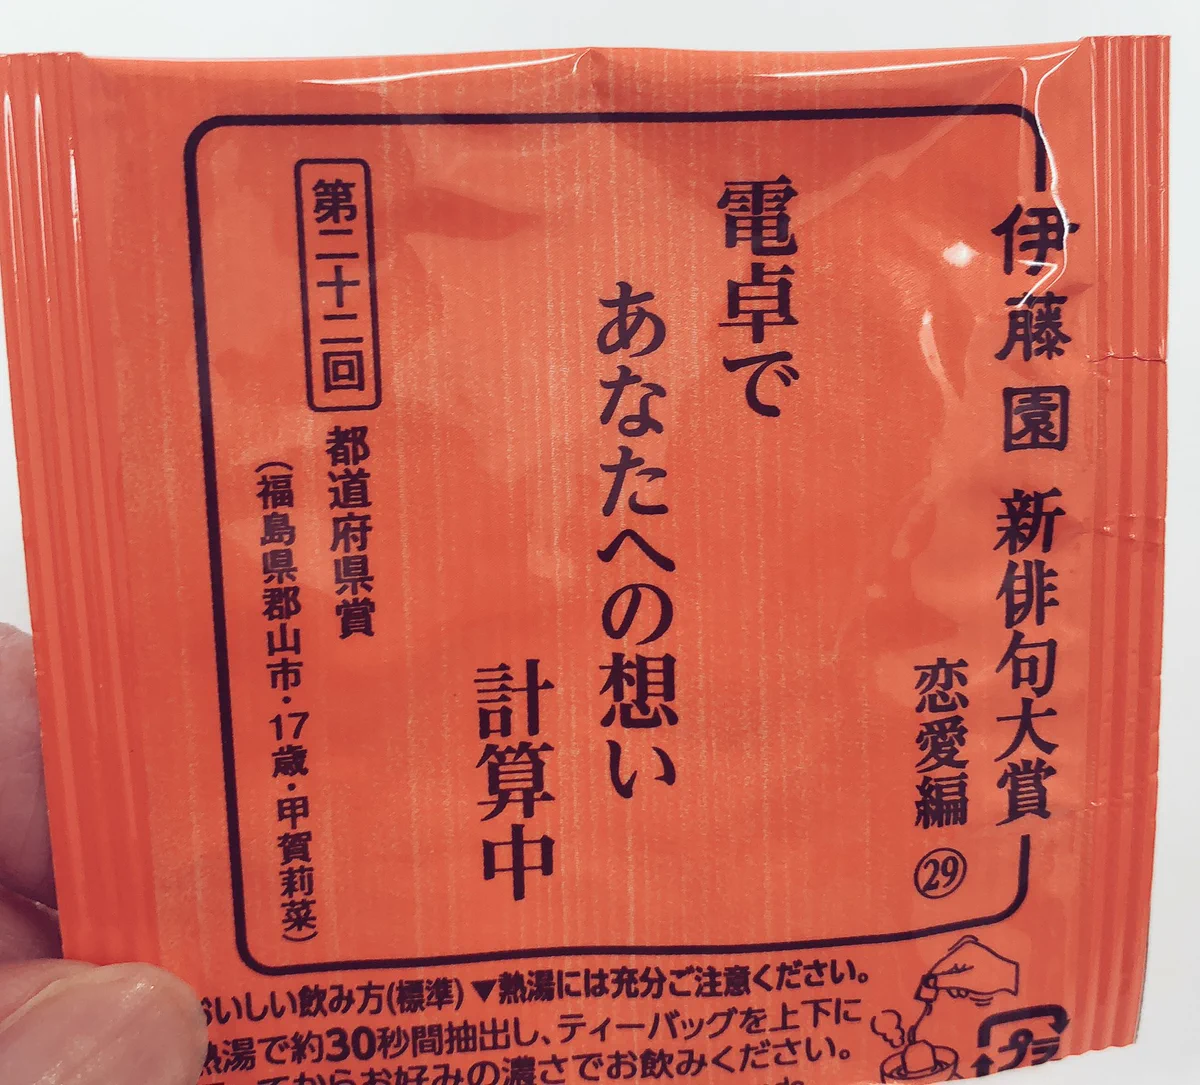 伊藤園 新俳句大賞
恋愛編 ㉙
電卓で
あなたへの想い
計算中
第二十二回 都道府県賞
(福島県郡山市・17歳・甲賀莉菜)
おいしい飲み方(標準) ▼熱湯には充分ご注意ください。
熱湯で約30秒間抽出し、ティーバッグを上下に
てからお好みの濃さでお飲みください。
プラ